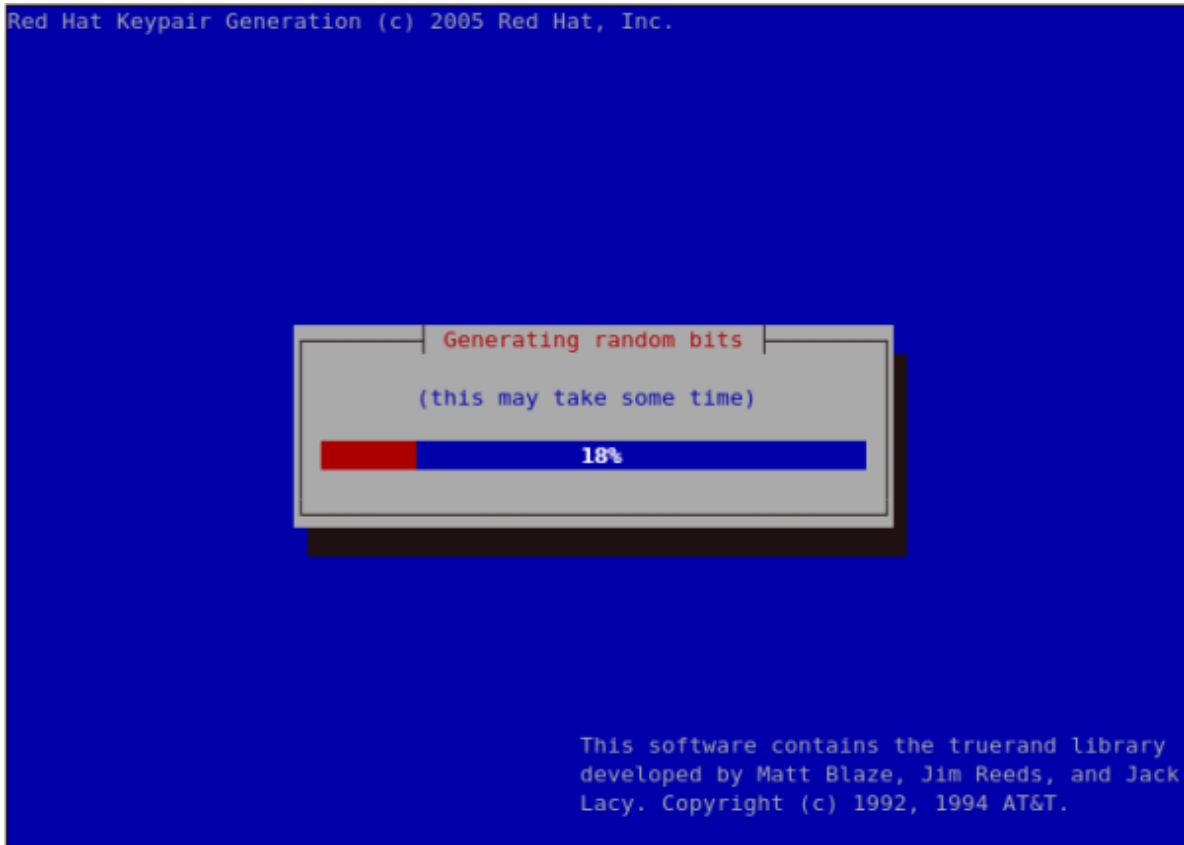 Red Hat Keypair Generation (c) 2005 Red Hat, Inc.
Generating random bits
(this may take some time)
18%
This software contains the truerand library
developed by Matt Blaze, Jim Reeds, and Jack
Lacy. Copyright (c) 1992, 1994 AT&T.